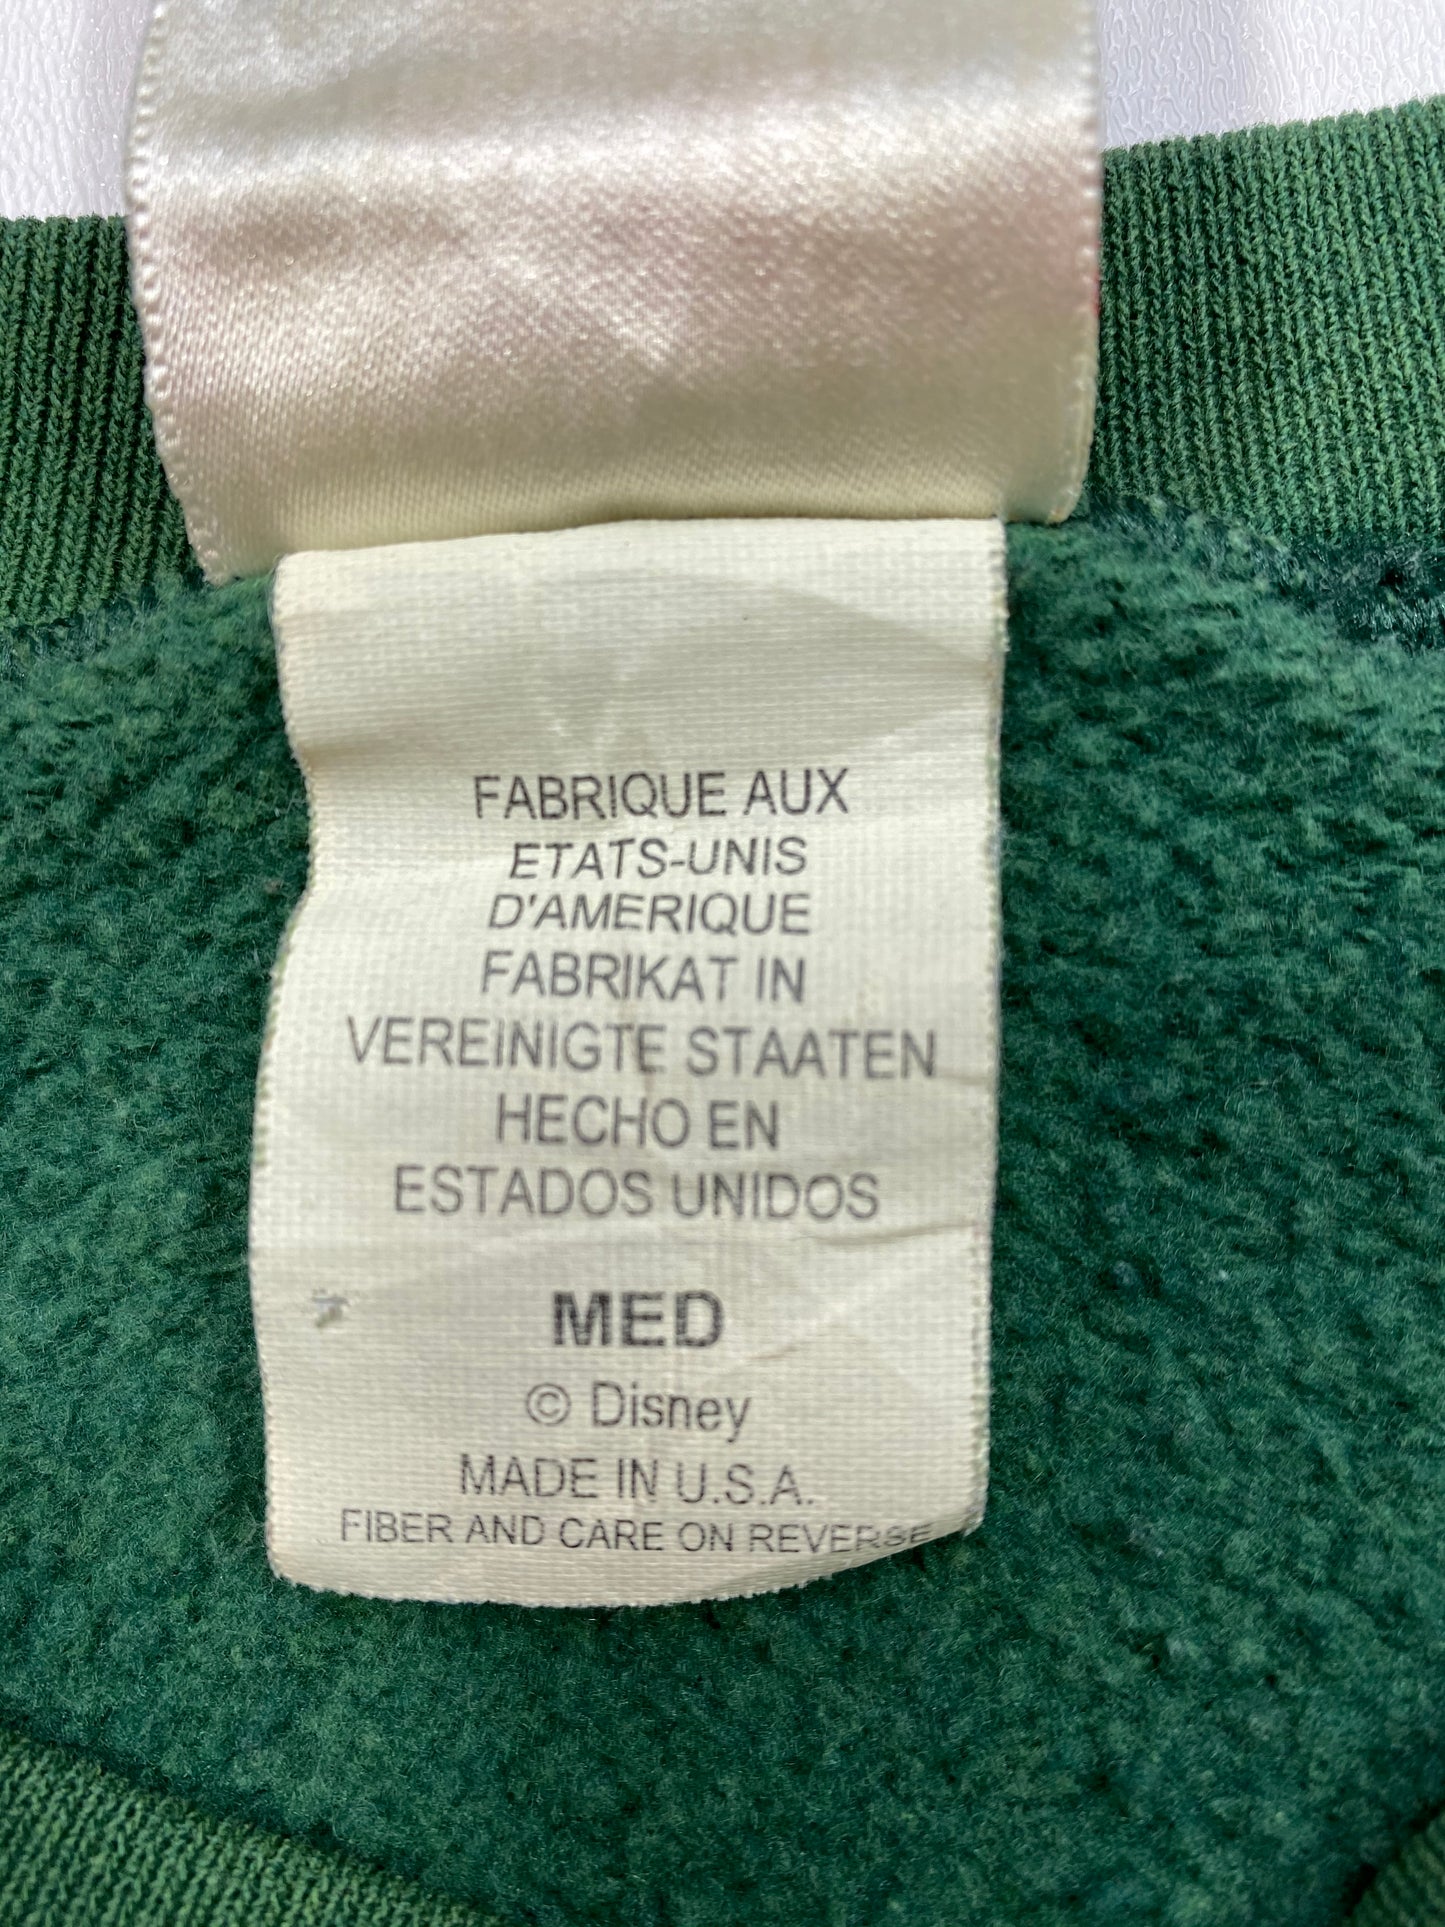 FABRIQUE AUX
ETATS-UNIS
D'AMERIQUE
FABRIKAT IN
VEREINIGTE STAATEN
HECHO EN
ESTADOS UNIDOS
MED
© Disney
MADE IN U.S.A.
FIBER AND CARE ON REVERSE